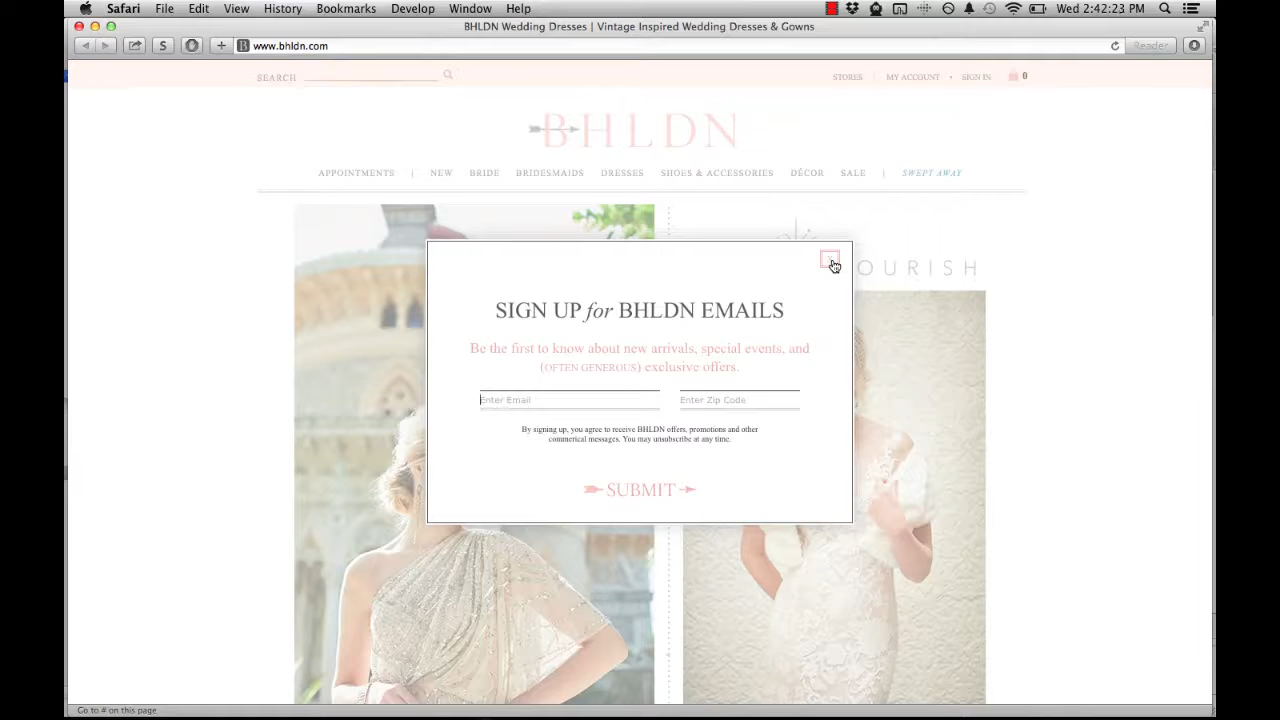 Safari File Edit View History Bookmarks Develop Window Help Wed 2:42:23 PM
BHLDN Wedding Dresses | Vintage Inspired Wedding Dresses & Gowns
S + B www.bhldn.com Reader
SEARCH STORES | MY ACCOUNT • SIGN IN 0
BHLDN
APPOINTMENTS | NEW BRIDE BRIDESMAIDS DRESSES SHOES & ACCESSORIES DÉCOR SALE | SWEPT AWAY
OURISH
SIGN UP for BHLDN EMAILS
Be the first to know about new arrivals, special events, and
(OFTEN GENEROUS) exclusive offers.
Enter Email Enter Zip Code
By signing up, you agree to receive BHLDN offers, promotions and other
commerical messages. You may unsubscribe at any time.
SUBMIT
Go to # on this page